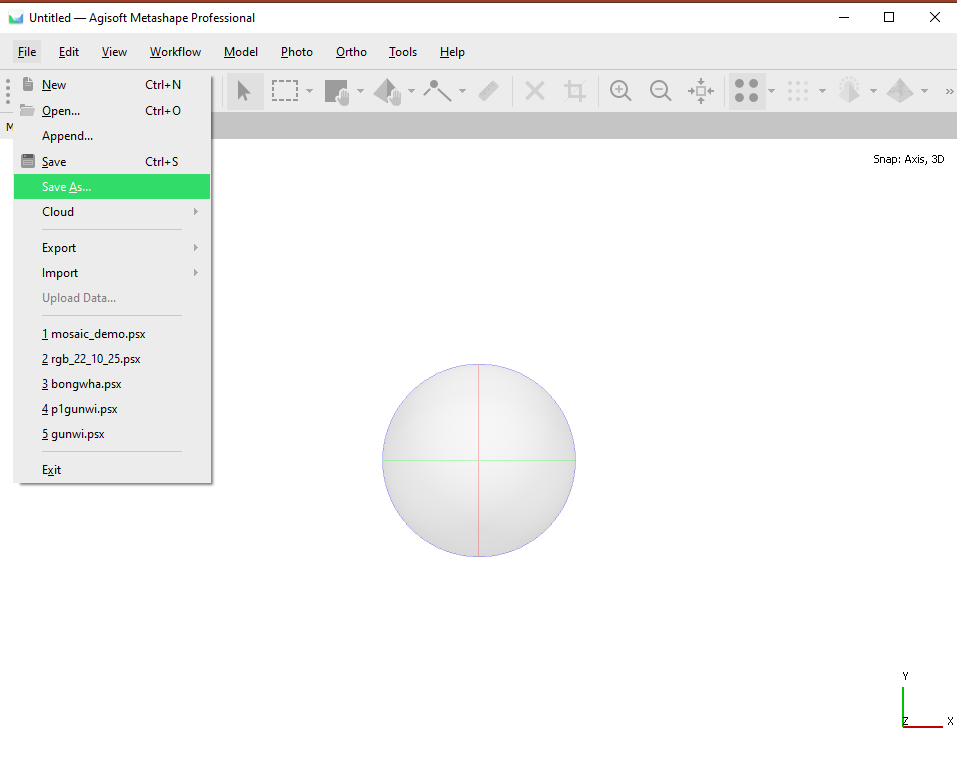 Untitled — Agisoft Metashape Professional
File Edit View Workflow Model Photo Ortho Tools Help
New Ctrl+N
Open... Ctrl+O
M
Append...
Snap: Axis, 3D
Save Ctrl+S
Save As...
Cloud
Export
Import
Upload Data...
1 mosaic_demo.psx
2 rgb_22_10_25.psx
3 bongwha.psx
4 p1gunwi.psx
5 gunwi.psx
Exit
Y
Z X